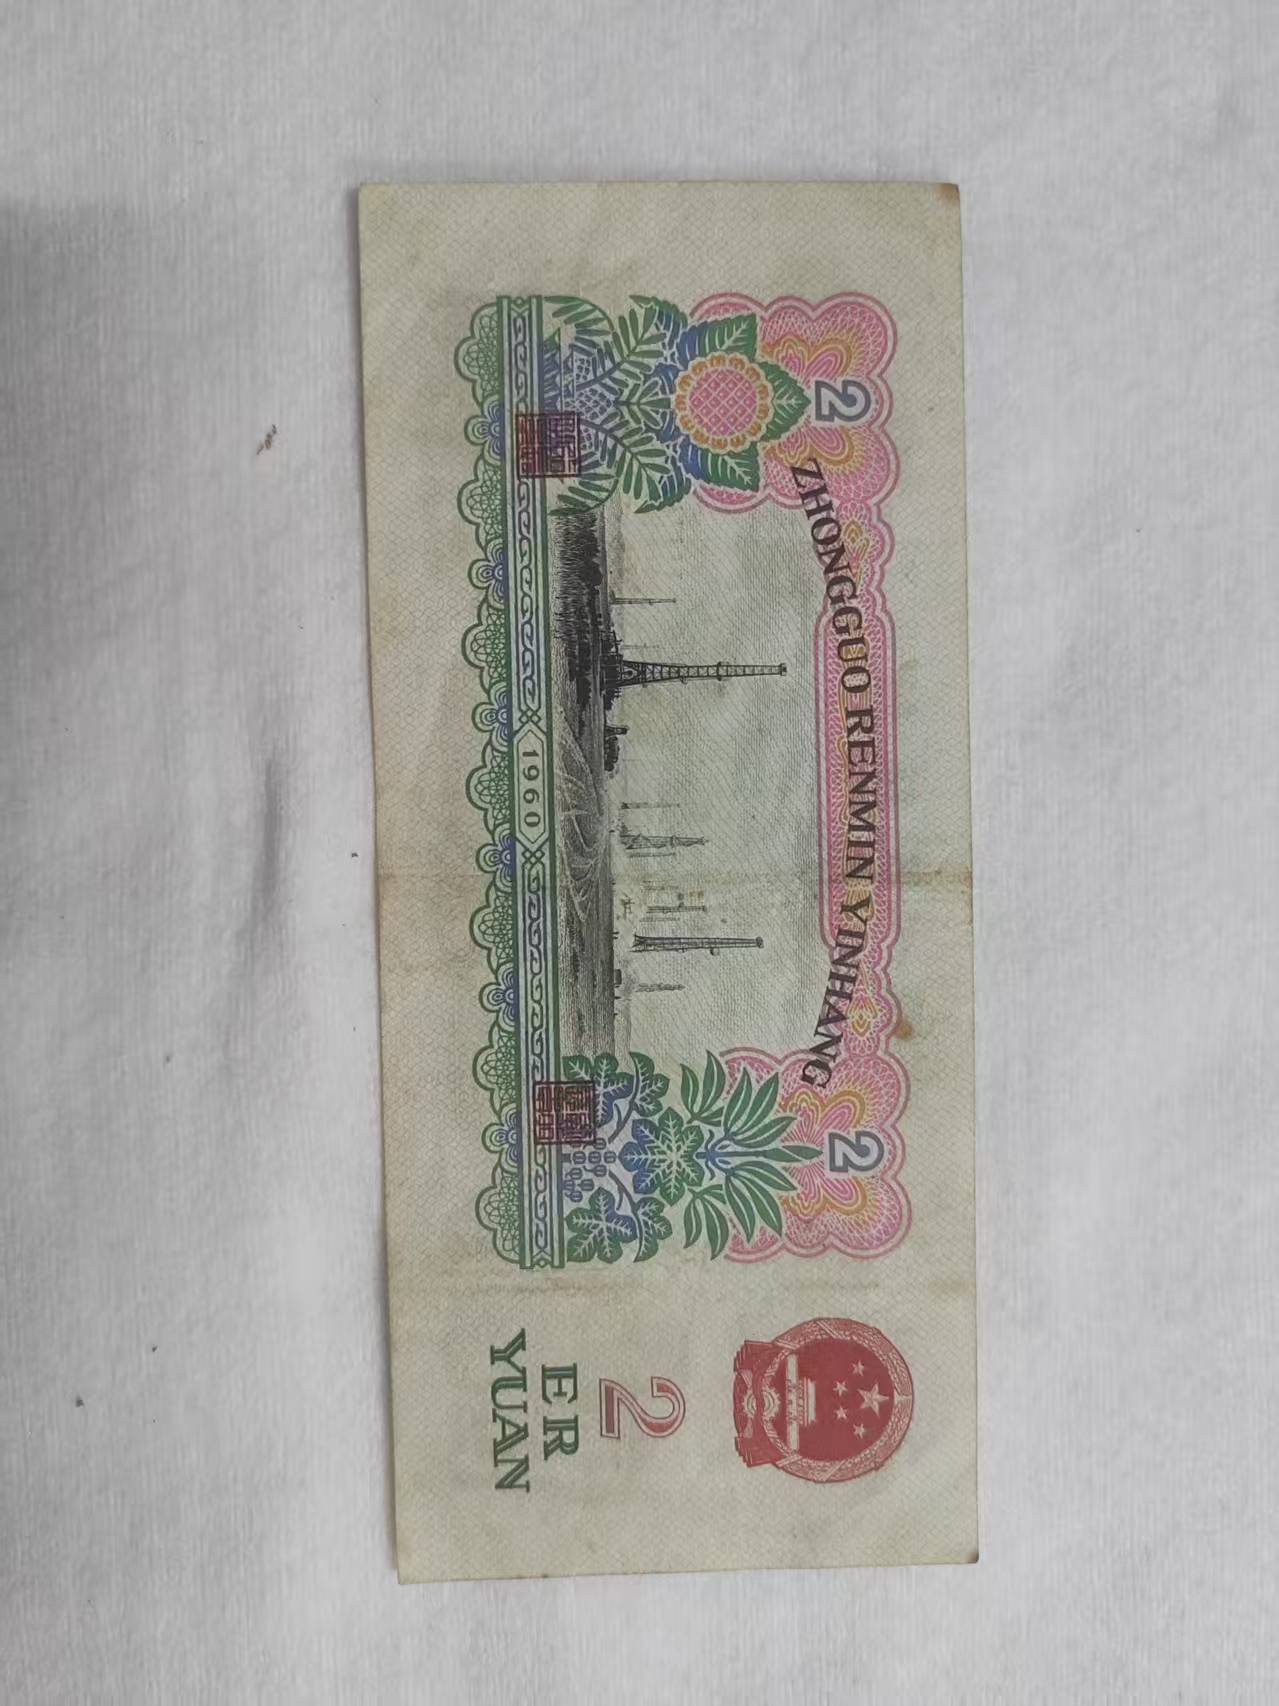 ZHONGGUO RENMIN YINHANG
2
2
1960
2
ER
YUAN